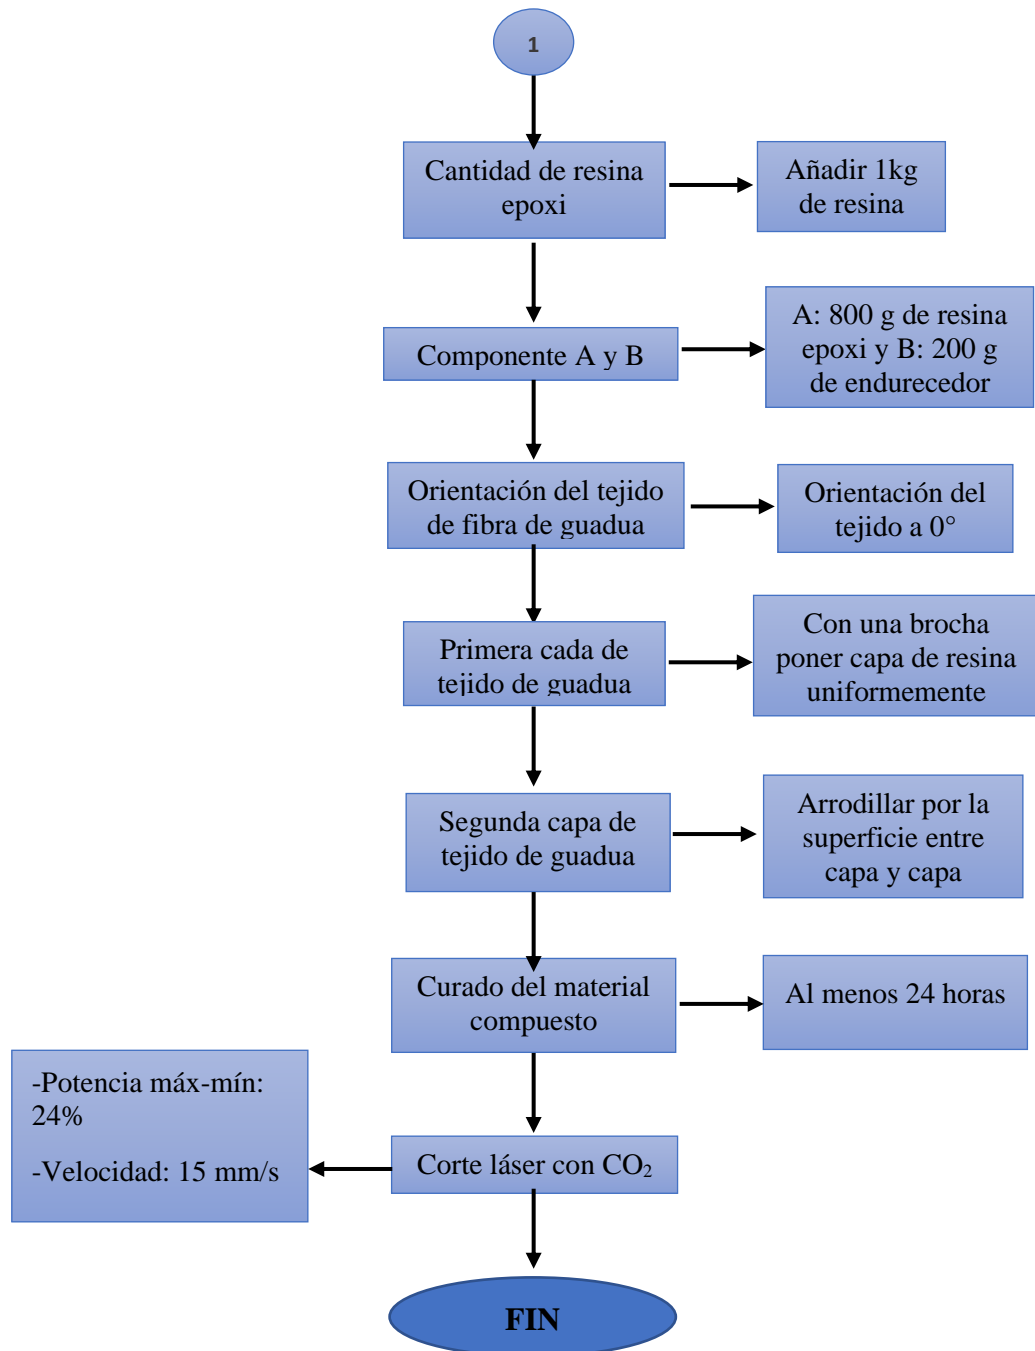 1
Cantidad de resina
epoxi
Añadir 1kg
de resina
Componente A y B
A: 800 g de resina
epoxi y B: 200 g
de endurecedor
Orientación del tejido
de fibra de guadua
Orientación del
tejido a 0°
Primera cada de
tejido de guadua
Con una brocha
poner capa de resina
uniformemente
Segunda capa de
tejido de guadua
Arrodillar por la
superficie entre
capa y capa
Curado del material
compuesto
Al menos 24 horas
-Potencia máx-mín:
24%
-Velocidad: 15 mm/s
Corte láser con CO₂
FIN